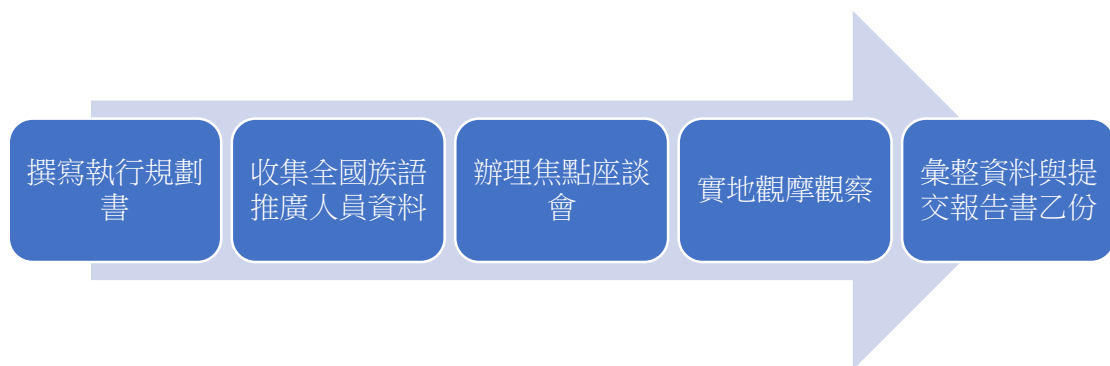 撰寫執行規劃
書
收集全國族語
推廣人員資料
辦理焦點座談
會
實地觀摩觀察
彙整資料與提
交報告書乙份